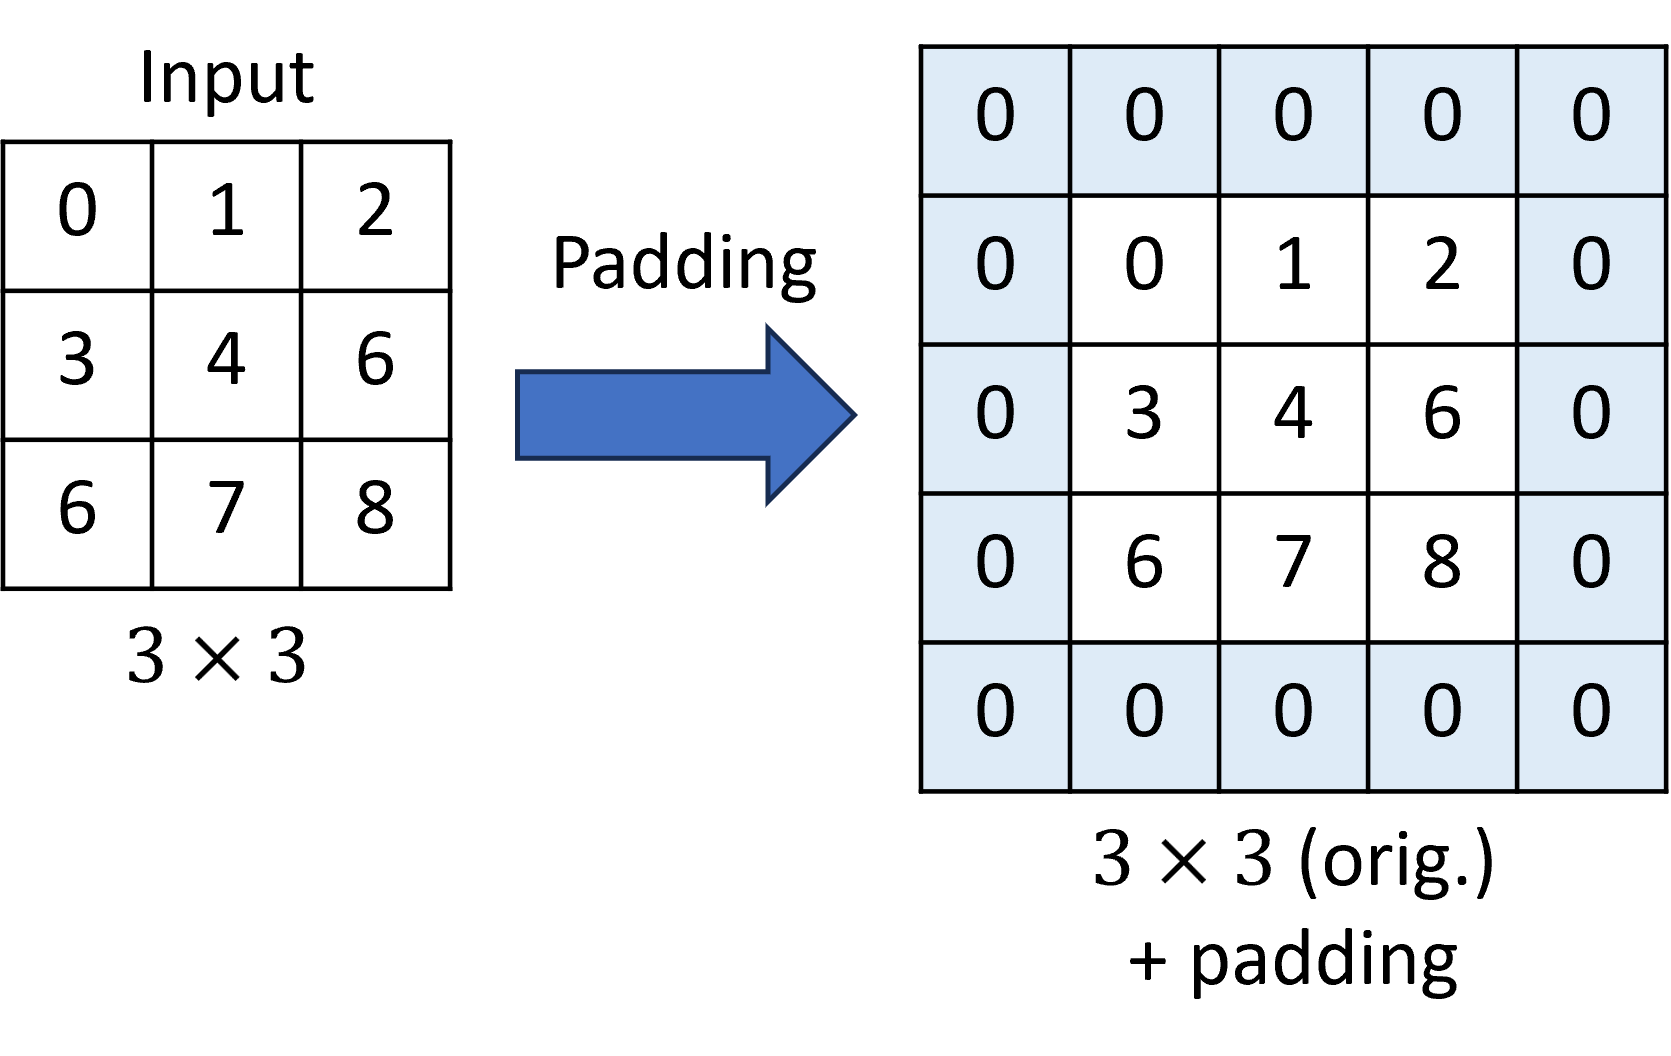 Input
0 1 2
3 4 6
6 7 8
3 × 3
Padding
0 0 0 0 0
0 0 1 2 0
0 3 4 6 0
0 6 7 8 0
0 0 0 0 0
3 × 3 (orig.)
+ padding